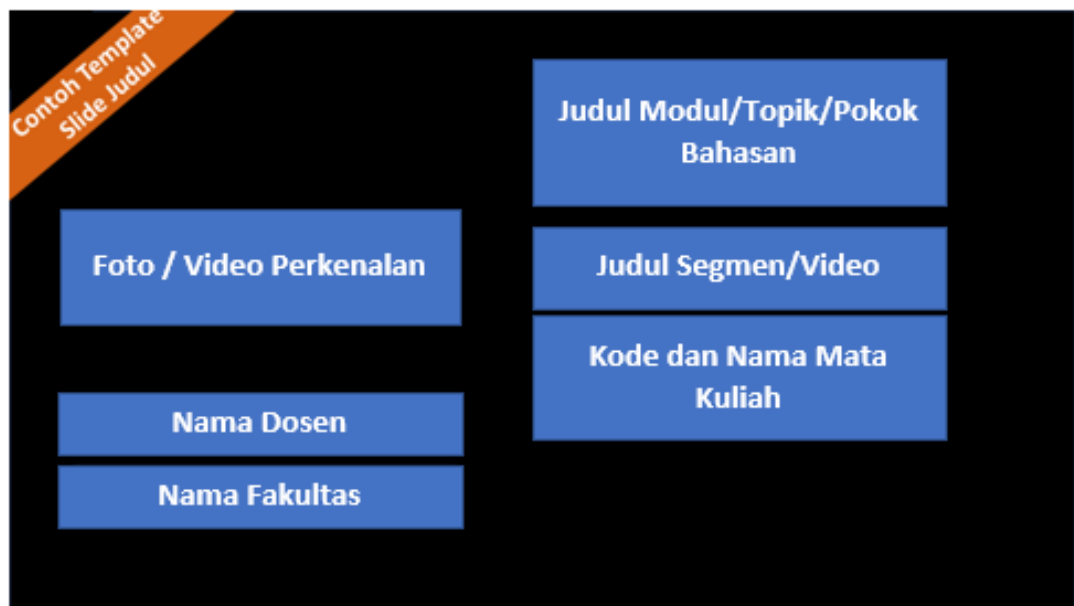 Contoh Template
Slide Judul
Foto / Video Perkenalan
Nama Dosen
Nama Fakultas
Judul Modul/Topik/Pokok
Bahasan
Judul Segmen/Video
Kode dan Nama Mata
Kuliah